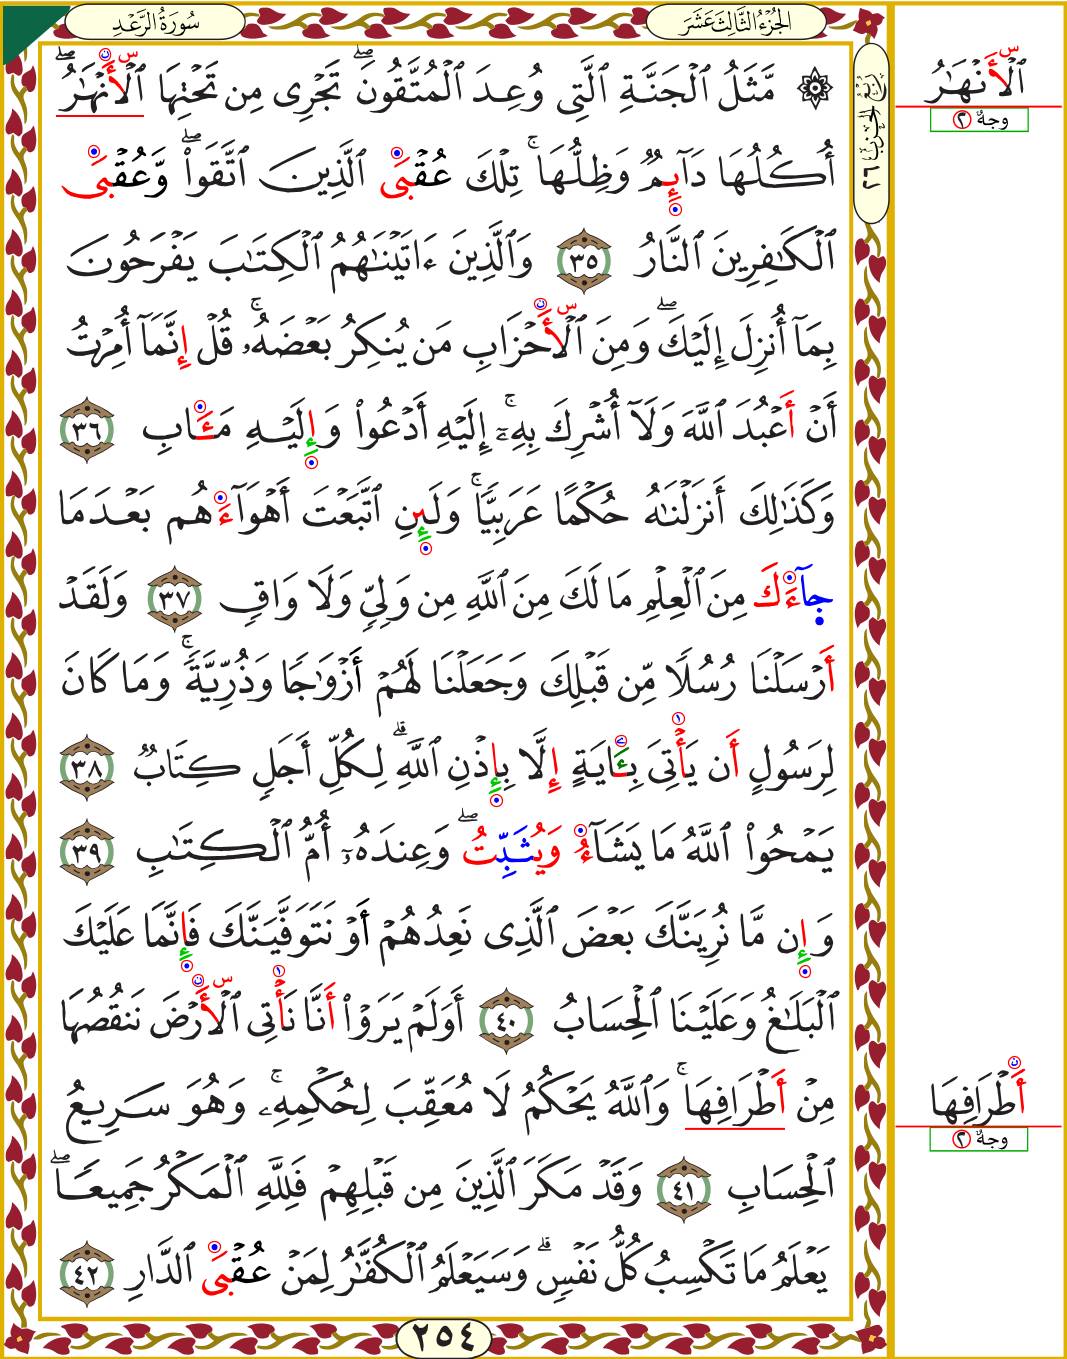 سُورَةُ الرَّعْدِ
الجُزْءُ الثَّالِثَ عَشَرَ
۞ مَّثَلُ ٱلْجَنَّةِ ٱلَّتِى وُعِدَ ٱلْمُتَّقُونَ ۖ تَجْرِى مِن تَحْتِهَا ٱلْأَنْهَـٰرُ ۖ
أُكُلُهَا دَآئِمٌ وَظِلُّهَا ۚ تِلْكَ عُقْبَى ٱلَّذِينَ ٱتَّقَوا۟ ۖ وَّعُقْبَى
ٱلْكَـٰفِرِينَ ٱلنَّارُ ٣٥ وَٱلَّذِينَ ءَاتَيْنَـٰهُمُ ٱلْكِتَـٰبَ يَفْرَحُونَ
بِمَآ أُنزِلَ إِلَيْكَ ۖ وَمِنَ ٱلْأَحْزَابِ مَن يُنكِرُ بَعْضَهُۥ ۚ قُلْ إِنَّمَآ أُمِرْتُ
أَنْ أَعْبُدَ ٱللَّهَ وَلَآ أُشْرِكَ بِهِۦٓ ۚ إِلَيْهِ أَدْعُوا۟ وَإِلَيْهِ مَـَٔابِ ٣٦
وَكَذَٰلِكَ أَنزَلْنَـٰهُ حُكْمًا عَرَبِيًّا ۚ وَلَئِنِ ٱتَّبَعْتَ أَهْوَآءَهُم بَعْدَمَا
جَآءَكَ مِنَ ٱلْعِلْمِ مَا لَكَ مِنَ ٱللَّهِ مِن وَلِىٍّ وَلَا وَاقٍ ٣٧ وَلَقَدْ
أَرْسَلْنَا رُسُلًا مِّن قَبْلِكَ وَجَعَلْنَا لَهُمْ أَزْوَٰجًا وَذُرِّيَّةً ۚ وَمَا كَانَ
لِرَسُولٍ أَن يَأْتِىَ بِـَٔايَةٍ إِلَّا بِإِذْنِ ٱللَّهِ ۗ لِكُلِّ أَجَلٍ كِتَابٌ ٣٨
يَمْحُوا۟ ٱللَّهُ مَا يَشَآءُ وَيُثَبِّتُ ۖ وَعِندَهُۥٓ أُمُّ ٱلْكِتَـٰبِ ٣٩
وَإِن مَّا نُرِيَنَّكَ بَعْضَ ٱلَّذِى نَعِدُهُمْ أَوْ نَتَوَفَّيَنَّكَ فَإِنَّمَا عَلَيْكَ
ٱلْبَلَـٰغُ وَعَلَيْنَا ٱلْحِسَابُ ٤٠ أَوَلَمْ يَرَوْا۟ أَنَّا نَأْتِى ٱلْأَرْضَ نَنقُصُهَا
مِنْ أَطْرَافِهَا ۚ وَٱللَّهُ يَحْكُمُ لَا مُعَقِّبَ لِحُكْمِهِۦ ۚ وَهُوَ سَرِيعُ
ٱلْحِسَابِ ٤١ وَقَدْ مَكَرَ ٱلَّذِينَ مِن قَبْلِهِمْ فَلِلَّهِ ٱلْمَكْرُ جَمِيعًا ۖ
يَعْلَمُ مَا تَكْسِبُ كُلُّ نَفْسٍ ۗ وَسَيَعْلَمُ ٱلْكُفَّـٰرُ لِمَنْ عُقْبَى ٱلدَّارِ ٤٢
٢٥٤
رُبْعُ الحِزْبِ ٢٦
ٱلْأَنْهَـٰرُ
وجهٌ ٢
أَطْرَافِهَا
وجهٌ ٢